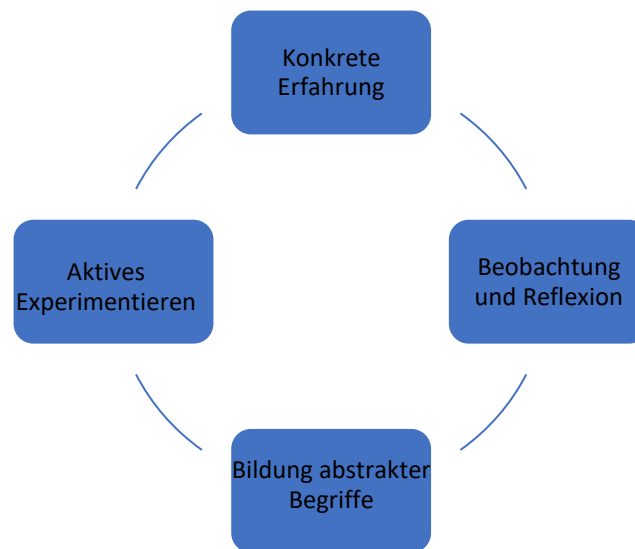 Konkrete
Erfahrung
Aktives
Experimentieren
Beobachtung
und Reflexion
Bildung abstrakter
Begriffe